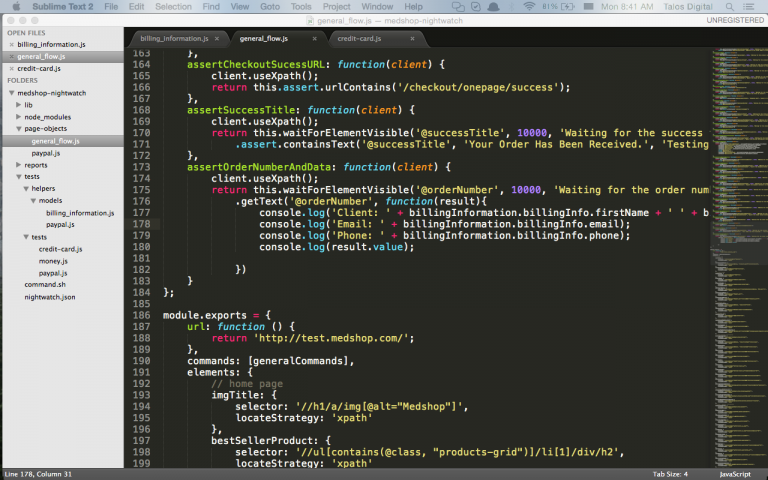 Sublime Text 2 File Edit Selection Find View Goto Tools Project Window Help 81% Mon 8:41 AM Talos Digital
general_flow.js — medshop-nightwatch UNREGISTERED
OPEN FILES
billing_information.js
general_flow.js
credit-card.js
FOLDERS
medshop-nightwatch
lib
node_modules
page-objects
general_flow.js
paypal.js
reports
tests
helpers
models
billing_information.js
paypal.js
tests
credit-card.js
money.js
paypal.js
command.sh
nightwatch.json
billing_information.js × general_flow.js × credit-card.js ×
163 },
164 assertCheckoutSucessURL: function(client) {
165 client.useXpath();
166 return this.assert.urlContains('/checkout/onepage/success');
167 },
168 assertSuccessTitle: function(client) {
169 client.useXpath();
170 return this.waitForElementVisible('@successTitle', 10000, 'Waiting for the success
171 .assert.containsText('@successTitle', 'Your Order Has Been Received.', 'Testing
172 },
173 assertOrderNumberAndData: function(client) {
174 client.useXpath();
175 return this.waitForElementVisible('@orderNumber', 10000, 'Waiting for the order num
176 .getText('@orderNumber', function(result){
177 console.log('Client: ' + billingInformation.billingInfo.firstName + ' ' + b
178 console.log('Email: ' + billingInformation.billingInfo.email);
179 console.log('Phone: ' + billingInformation.billingInfo.phone);
180 console.log(result.value);
181
182 })
183 }
184 };
185
186 module.exports = {
187 url: function () {
188 return 'http://test.medshop.com/';
189 },
190 commands: [generalCommands],
191 elements: {
192 // home page
193 imgTitle: {
194 selector: '//h1/a/img[@alt="Medshop"]',
195 locateStrategy: 'xpath'
196 },
197 bestSellerProduct: {
198 selector: '//ul[contains(@class, "products-grid")]/li[1]/div/h2',
199 locateStrategy: 'xpath'
Line 178, Column 31 Tab Size: 4 JavaScript